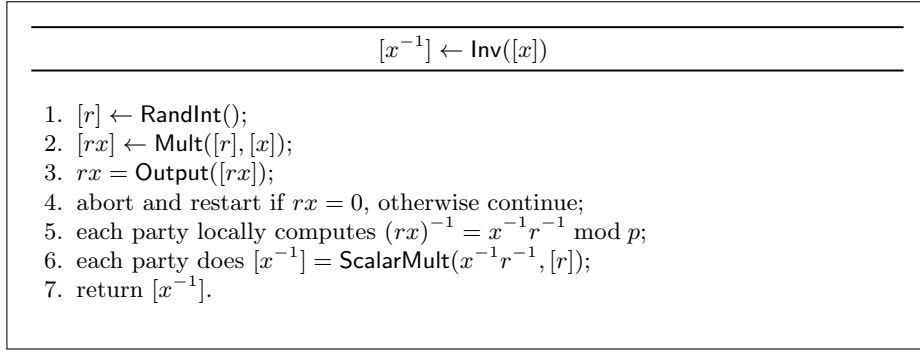 [x⁻¹] ← Inv([x])
1. [r] ← RandInt();
2. [rx] ← Mult([r], [x]);
3. rx = Output([rx]);
4. abort and restart if rx = 0, otherwise continue;
5. each party locally computes (rx)⁻¹ = x⁻¹r⁻¹ mod p;
6. each party does [x⁻¹] = ScalarMult(x⁻¹r⁻¹, [r]);
7. return [x⁻¹].